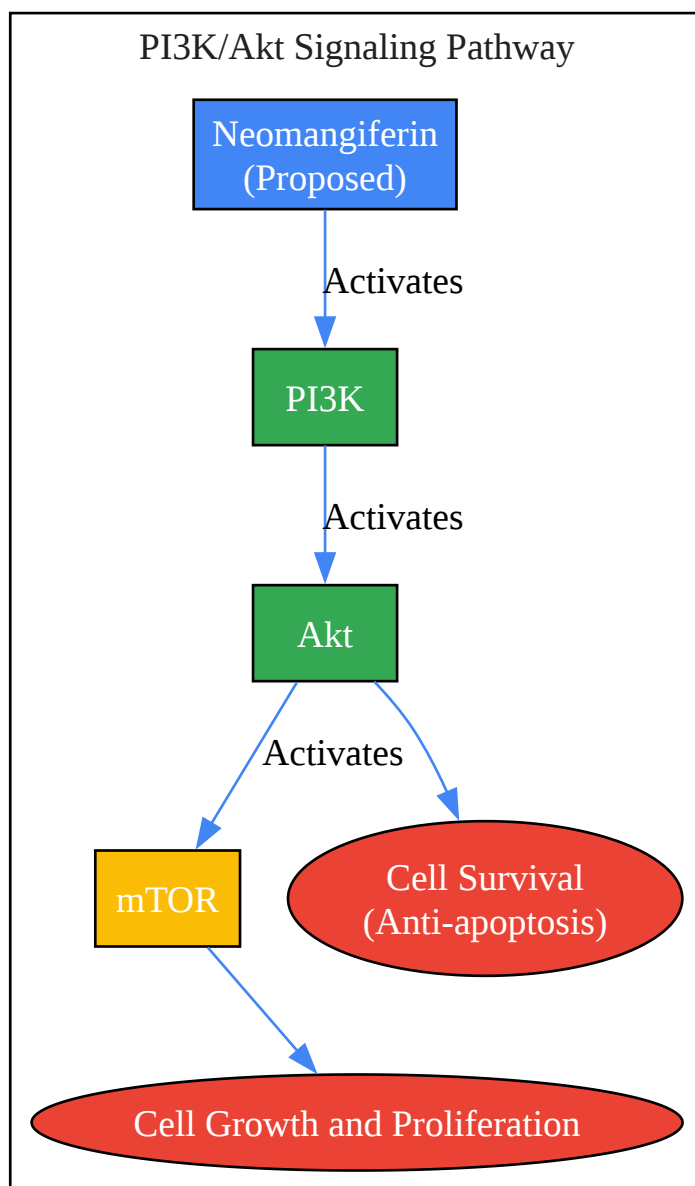 PI3K/Akt Signaling Pathway
Neomangiferin
(Proposed)
Activates
PI3K
Activates
Akt
Activates
mTOR
Cell Survival
(Anti-apoptosis)
Cell Growth and Proliferation